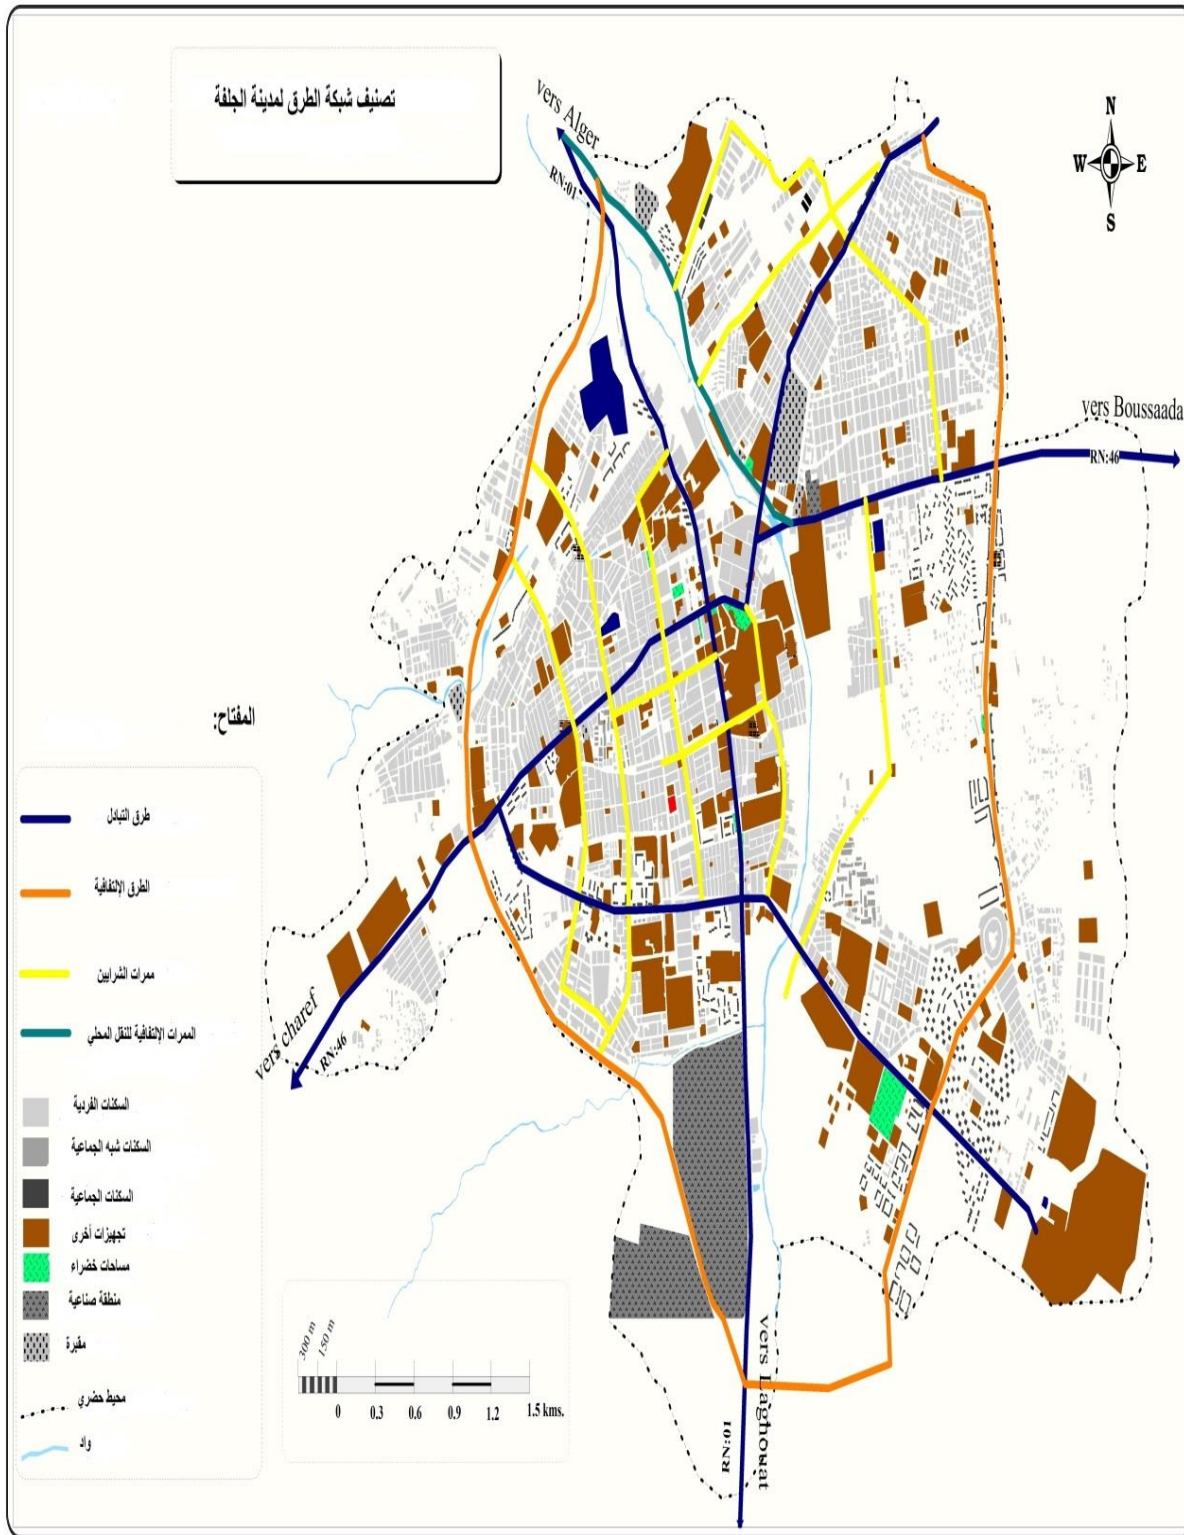 تصنيف شبكة الطرق لمدينة الجلفة
vers Alger
RN:01
N
W E
S
vers Boussaada
RN:46
المفتاح:
طرق التبادل
الطرق الإلتفافية
ممرات الشرايين
الممرات الإلتفافية للنقل المحلي
السكنات الفردية
السكنات شبه الجماعية
السكنات الجماعية
تجهيزات أخرى
مساحات خضراء
منطقة صناعية
مقبرة
محيط حضري
واد
vers charef
RN:46
300 m
150 m
0 0.3 0.6 0.9 1.2 1.5 kms.
vers Laghouat
RN:01